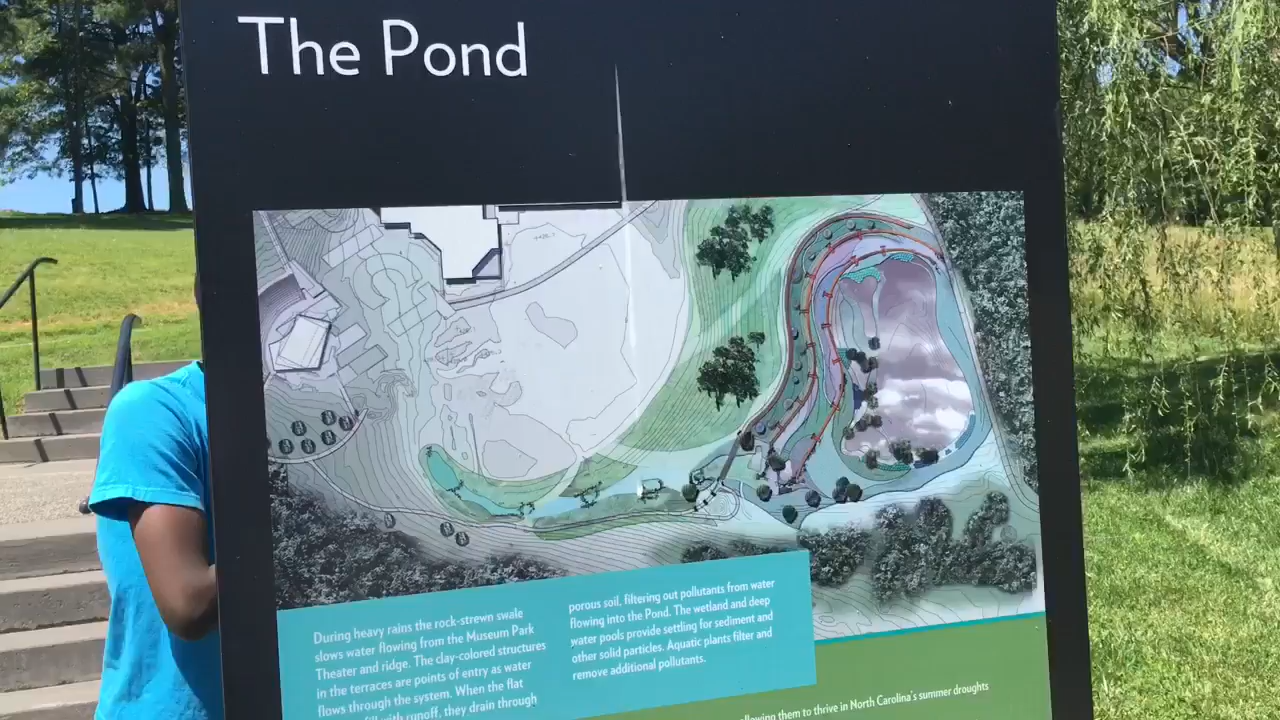 The Pond
During heavy rains the rock-strewn swale
slows water flowing from the Museum Park
Theater and ridge. The clay-colored structures
in the terraces are points of entry as water
flows through the system. When the flat
fill with runoff, they drain through
porous soil, filtering out pollutants from water
flowing into the Pond. The wetland and deep
water pools provide settling for sediment and
other solid particles. Aquatic plants filter and
remove additional pollutants.
allowing them to thrive in North Carolina's summer droughts